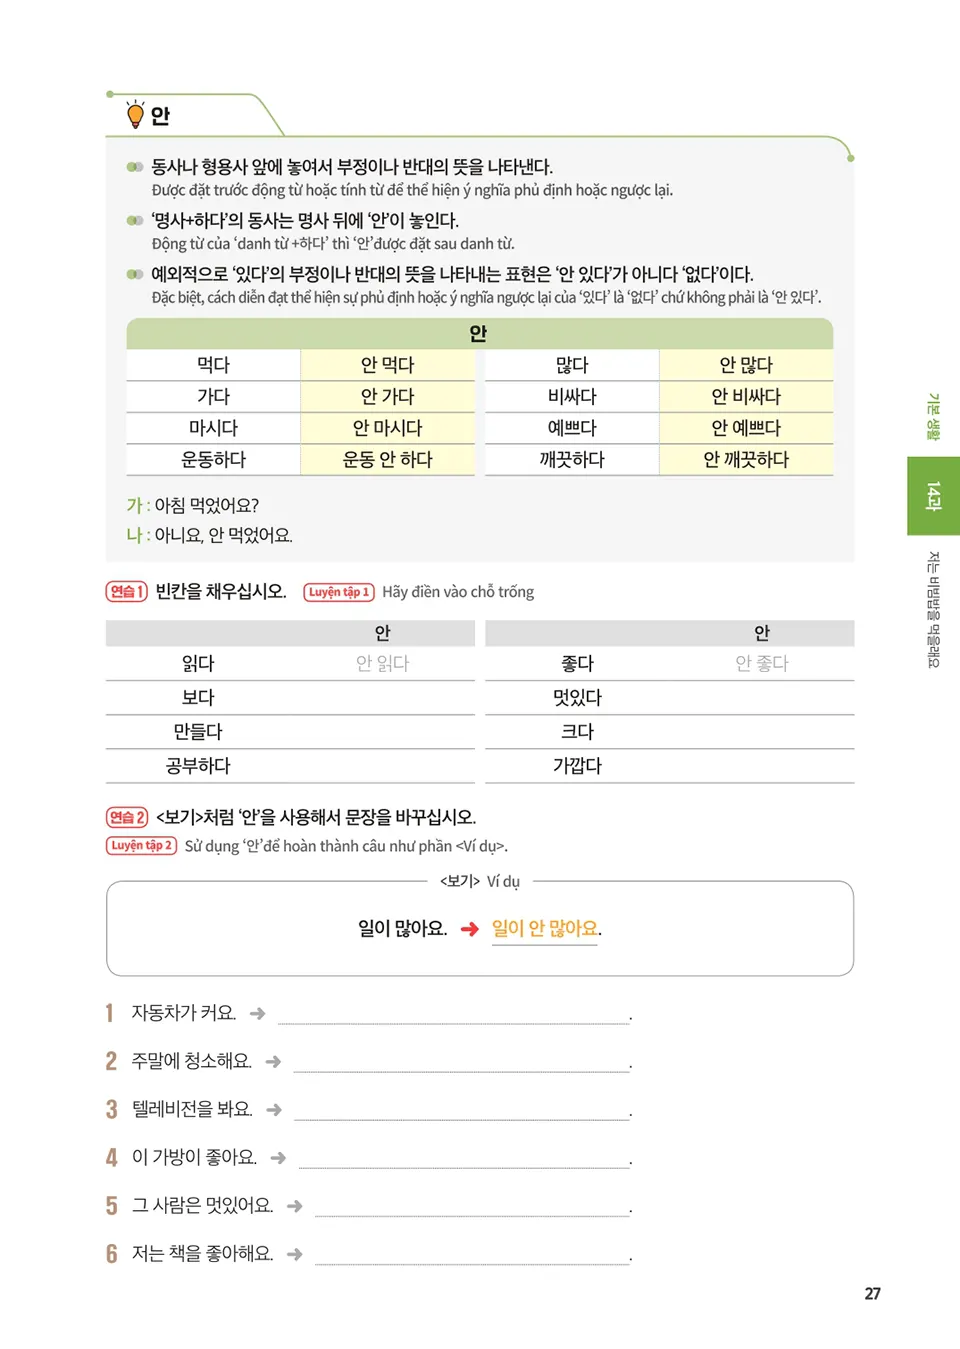 안
동사나 형용사 앞에 놓여서 부정이나 반대의 뜻을 나타낸다.
Được đặt trước động từ hoặc tính từ để thể hiện ý nghĩa phủ định hoặc ngược lại.
‘명사+하다’의 동사는 명사 뒤에 ‘안’이 놓인다.
Động từ của ‘danh từ +하다’ thì ‘안’được đặt sau danh từ.
예외적으로 ‘있다’의 부정이나 반대의 뜻을 나타내는 표현은 ‘안 있다’가 아니다 ‘없다’이다.
Đặc biệt, cách diễn đạt thể hiện sự phủ định hoặc ý nghĩa ngược lại của ‘있다’ là ‘없다’ chứ không phải là ‘안 있다’.
안
먹다 안 먹다 많다 안 많다
가다 안 가다 비싸다 안 비싸다
마시다 안 마시다 예쁘다 안 예쁘다
운동하다 운동 안 하다 깨끗하다 안 깨끗하다
가 : 아침 먹었어요?
나 : 아니요, 안 먹었어요.
연습 1 빈칸을 채우십시오. Luyện tập 1 Hãy điền vào chỗ trống
안 안
읽다 안 읽다 좋다 안 좋다
보다 멋있다
만들다 크다
공부하다 가깝다
연습 2 <보기>처럼 ‘안’을 사용해서 문장을 바꾸십시오.
Luyện tập 2 Sử dụng ‘안’để hoàn thành câu như phần <Ví dụ>.
<보기> Ví dụ
일이 많아요. ➜ 일이 안 많아요.
1 자동차가 커요. ➜ .
2 주말에 청소해요. ➜ .
3 텔레비전을 봐요. ➜ .
4 이 가방이 좋아요. ➜ .
5 그 사람은 멋있어요. ➜ .
6 저는 책을 좋아해요. ➜ .
기본 생활
14과
저는 비빔밥을 먹을래요
27